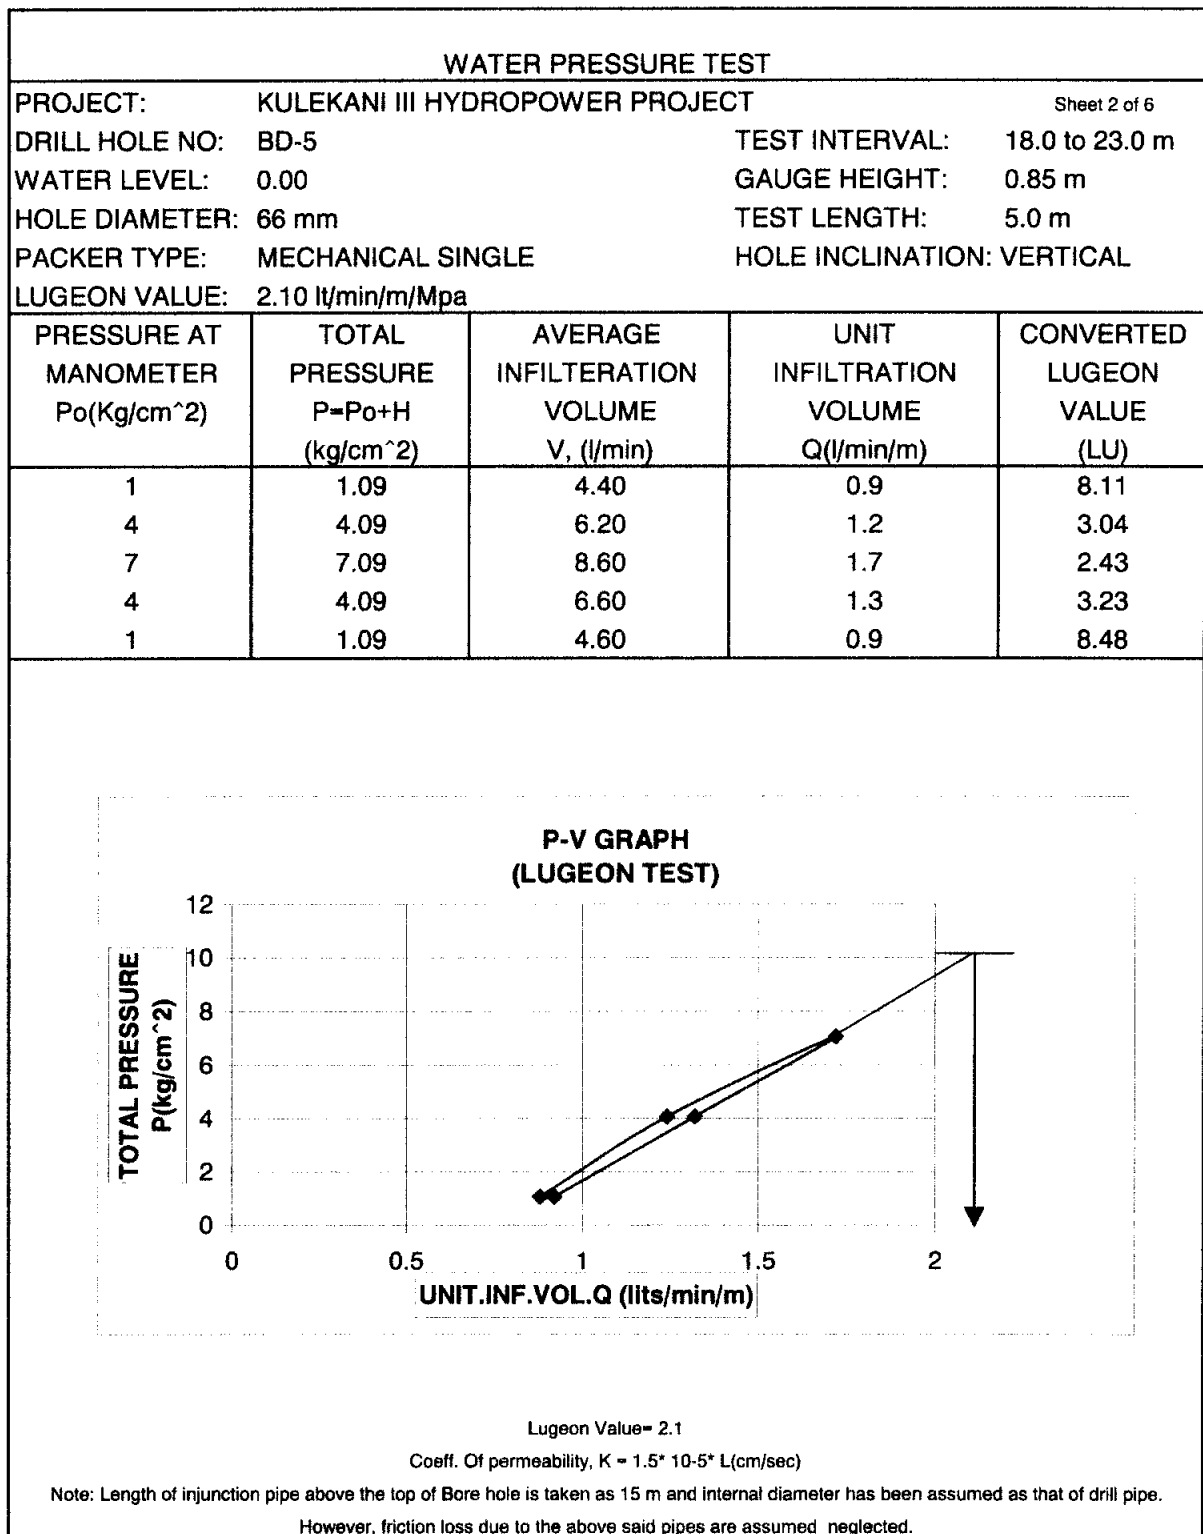 WATER PRESSURE TEST
PROJECT: KULEKANI III HYDROPOWER PROJECT Sheet 2 of 6
DRILL HOLE NO: BD-5 TEST INTERVAL: 18.0 to 23.0 m
WATER LEVEL: 0.00 GAUGE HEIGHT: 0.85 m
HOLE DIAMETER: 66 mm TEST LENGTH: 5.0 m
PACKER TYPE: MECHANICAL SINGLE HOLE INCLINATION: VERTICAL
LUGEON VALUE: 2.10 lt/min/m/Mpa
PRESSURE AT TOTAL AVERAGE UNIT CONVERTED
MANOMETER PRESSURE INFILTERATION INFILTRATION LUGEON
Po(Kg/cm^2) P=Po+H VOLUME VOLUME VALUE
(kg/cm^2) V, (l/min) Q(l/min/m) (LU)
1 1.09 4.40 0.9 8.11
4 4.09 6.20 1.2 3.04
7 7.09 8.60 1.7 2.43
4 4.09 6.60 1.3 3.23
1 1.09 4.60 0.9 8.48
P-V GRAPH
(LUGEON TEST)
TOTAL PRESSURE
P(kg/cm^2)
12
10
8
6
4
2
0
0 0.5 1 1.5 2
UNIT.INF.VOL.Q (lits/min/m)
Lugeon Value= 2.1
Coeff. Of permeability, K = 1.5* 10-5* L(cm/sec)
Note: Length of injunction pipe above the top of Bore hole is taken as 15 m and internal diameter has been assumed as that of drill pipe.
However, friction loss due to the above said pipes are assumed neglected.